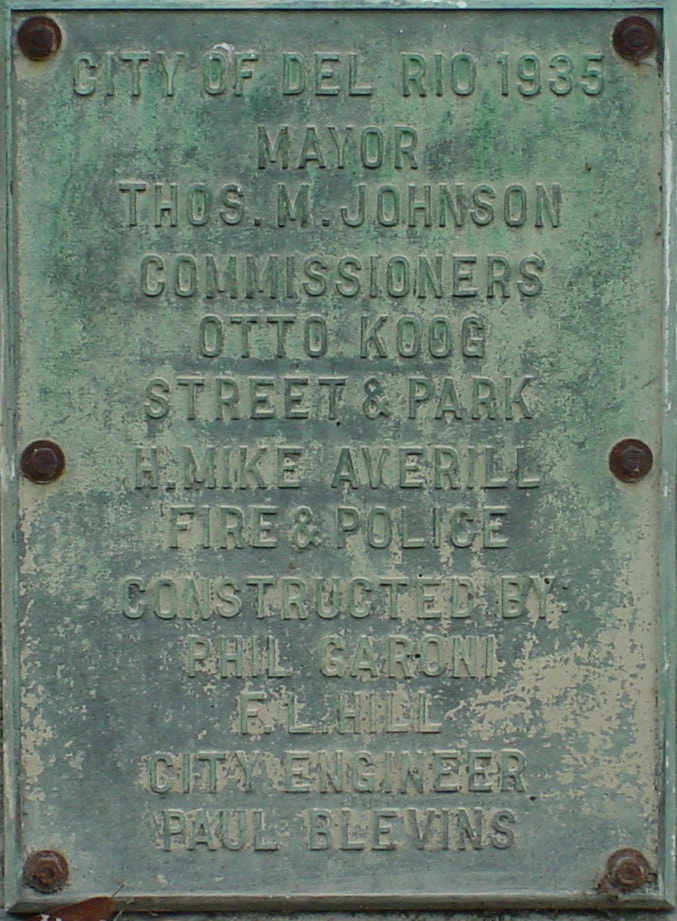 CITY OF DEL RIO 1935
MAYOR
THOS. M. JOHNSON
COMMISSIONERS
OTTO KOOG
STREET & PARK
H. MIKE AVERILL
FIRE & POLICE
CONSTRUCTED BY:
PHIL GARONI
F. L. HILL
CITY ENGINEER
PAUL BLEVINS